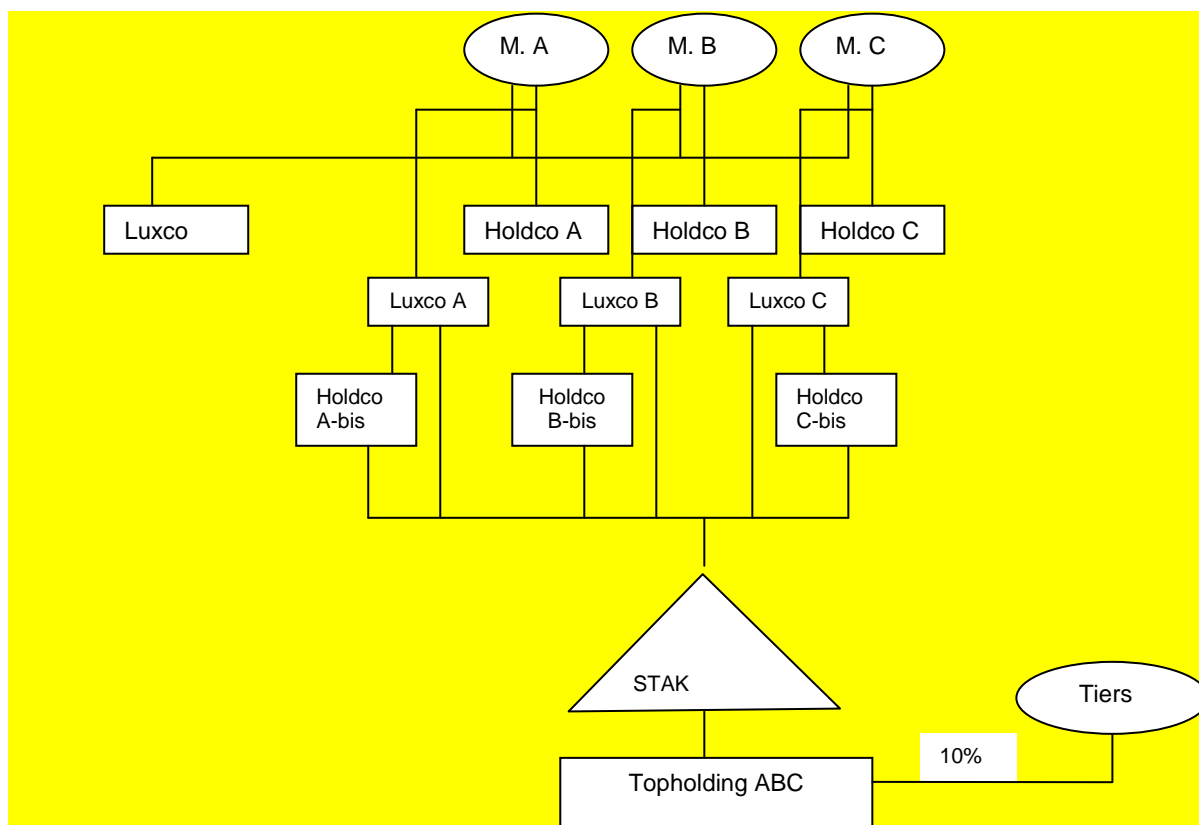 M. A
M. B
M. C
Luxco
Holdco A
Holdco B
Holdco C
Luxco A
Luxco B
Luxco C
Holdco
A-bis
Holdco
B-bis
Holdco
C-bis
STAK
Tiers
10%
Topholding ABC